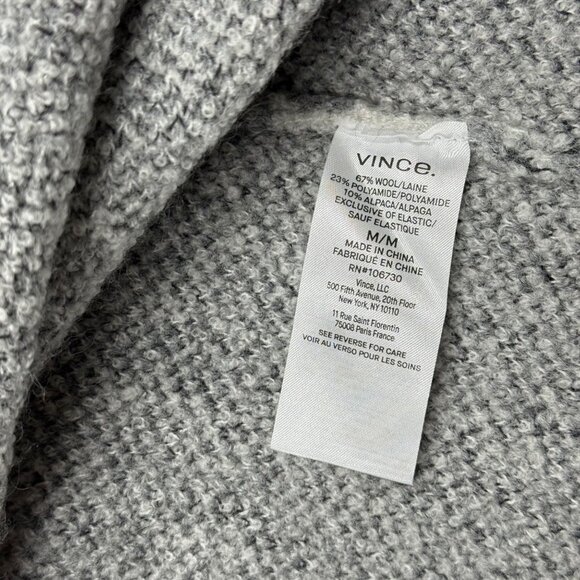 VINCE.
67% WOOL/LAINE
23% POLYAMIDE/POLYAMIDE
10% ALPACA/ALPAGA
EXCLUSIVE OF ELASTIC/
SAUF ELASTIQUE
M/M
MADE IN CHINA
FABRIQUÉ EN CHINE
RN#106730
Vince, LLC
500 Fifth Avenue, 20th Floor
New York, NY 10110
11 Rue Saint Florentin
75008 Paris France
SEE REVERSE FOR CARE
VOIR AU VERSO POUR LES SOINS